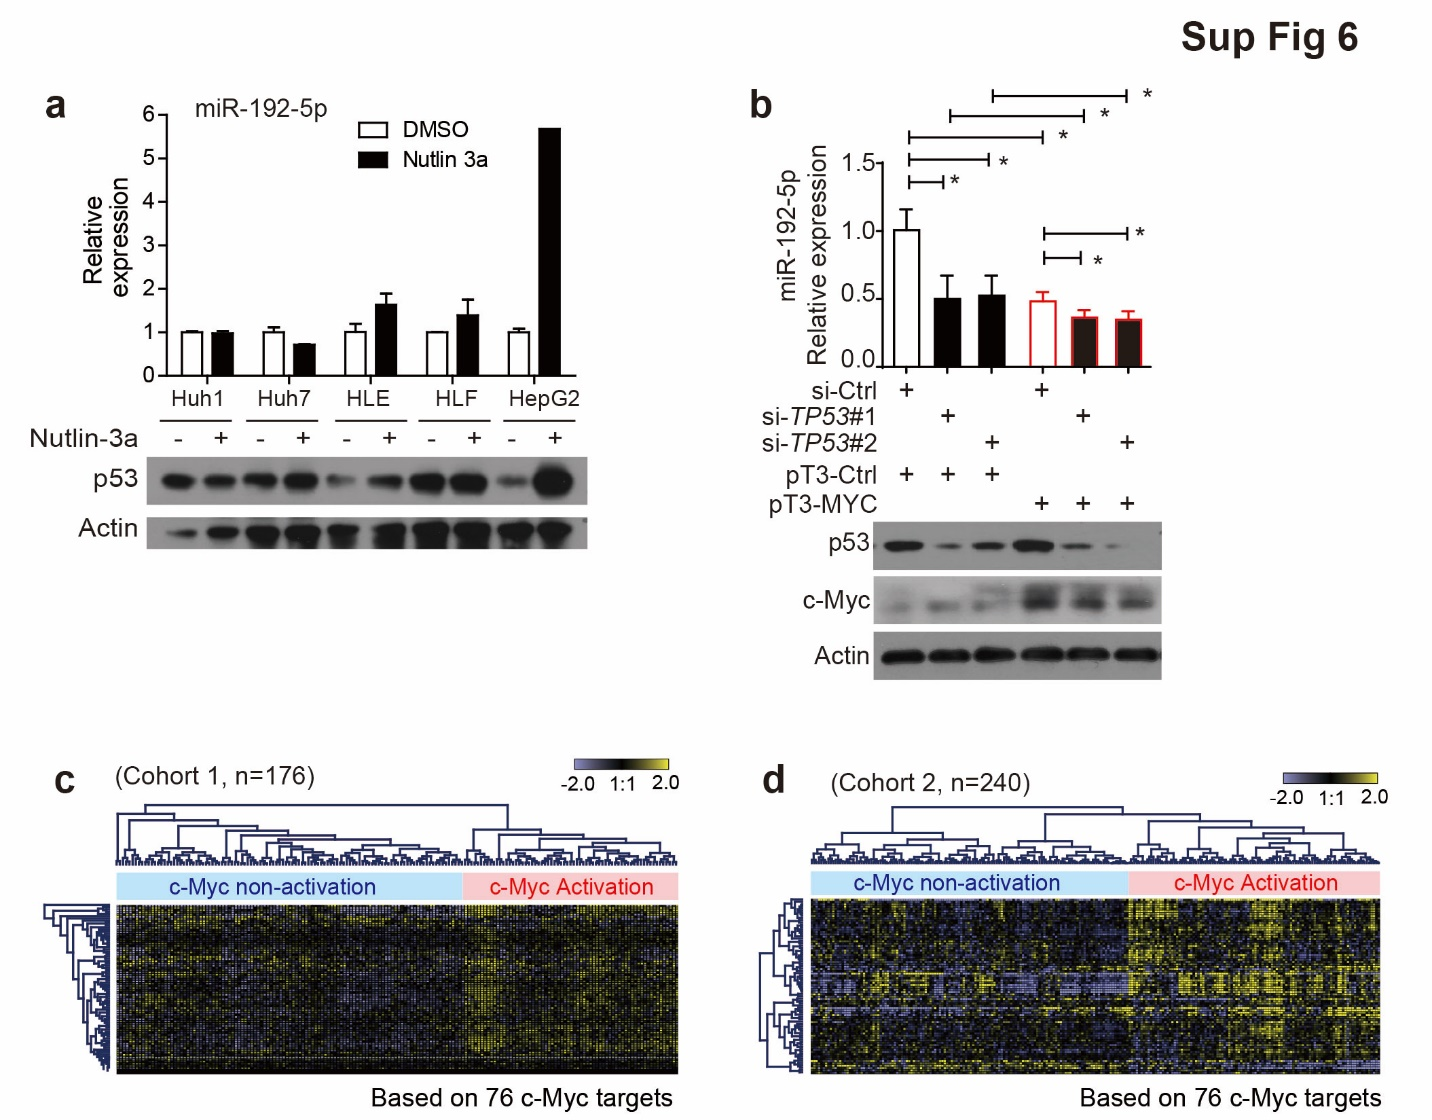 Sup Fig 6
a
miR-192-5p
DMSO
Nutlin 3a
Relative
expression
6
5
4
3
2
1
0
Huh1 Huh7 HLE HLF HepG2
Nutlin-3a - + - + - + - + - +
p53
Actin
b
*
*
*
*
*
*
*
miR-192-5p
Relative expression
1.5
1.0
0.5
0.0
si-Ctrl + +
si-TP53#1 + +
si-TP53#2 + +
pT3-Ctrl + + +
pT3-MYC + + +
p53
c-Myc
Actin
c
(Cohort 1, n=176)
-2.0 1:1 2.0
c-Myc non-activation c-Myc Activation
Based on 76 c-Myc targets
d
(Cohort 2, n=240)
-2.0 1:1 2.0
c-Myc non-activation c-Myc Activation
Based on 76 c-Myc targets